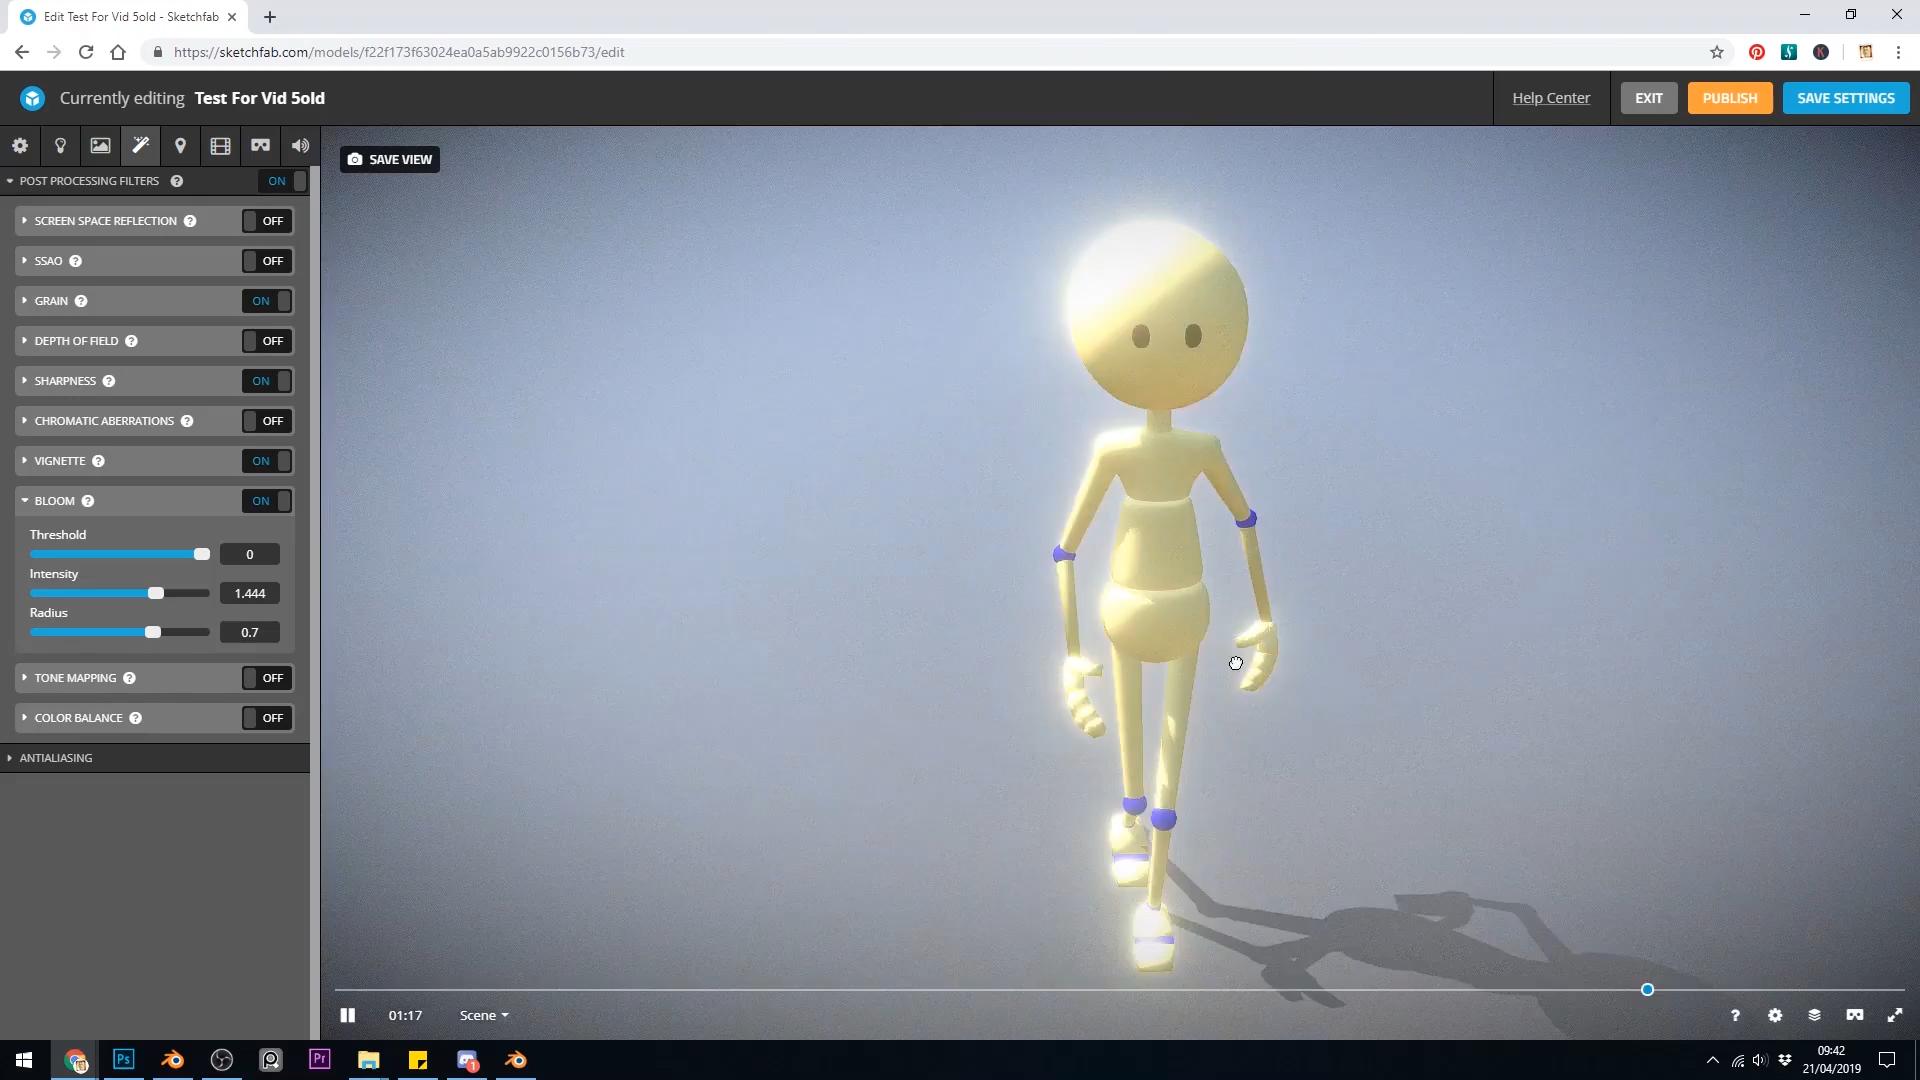 Edit Test For Vid 5old - Sketchfab
https://sketchfab.com/models/f22f173f63024ea0a5ab9922c0156b73/edit
Currently editing Test For Vid 5old
Help Center
EXIT
PUBLISH
SAVE SETTINGS
SAVE VIEW
POST PROCESSING FILTERS ? ON
SCREEN SPACE REFLECTION ? OFF
SSAO ? OFF
GRAIN ? ON
DEPTH OF FIELD ? OFF
SHARPNESS ? ON
CHROMATIC ABERRATIONS ? OFF
VIGNETTE ? ON
BLOOM ? ON
Threshold
0
Intensity
1.444
Radius
0.7
TONE MAPPING ? OFF
COLOR BALANCE ? OFF
ANTIALIASING
01:17
Scene
?
Ps
Pr
1
09:42
21/04/2019